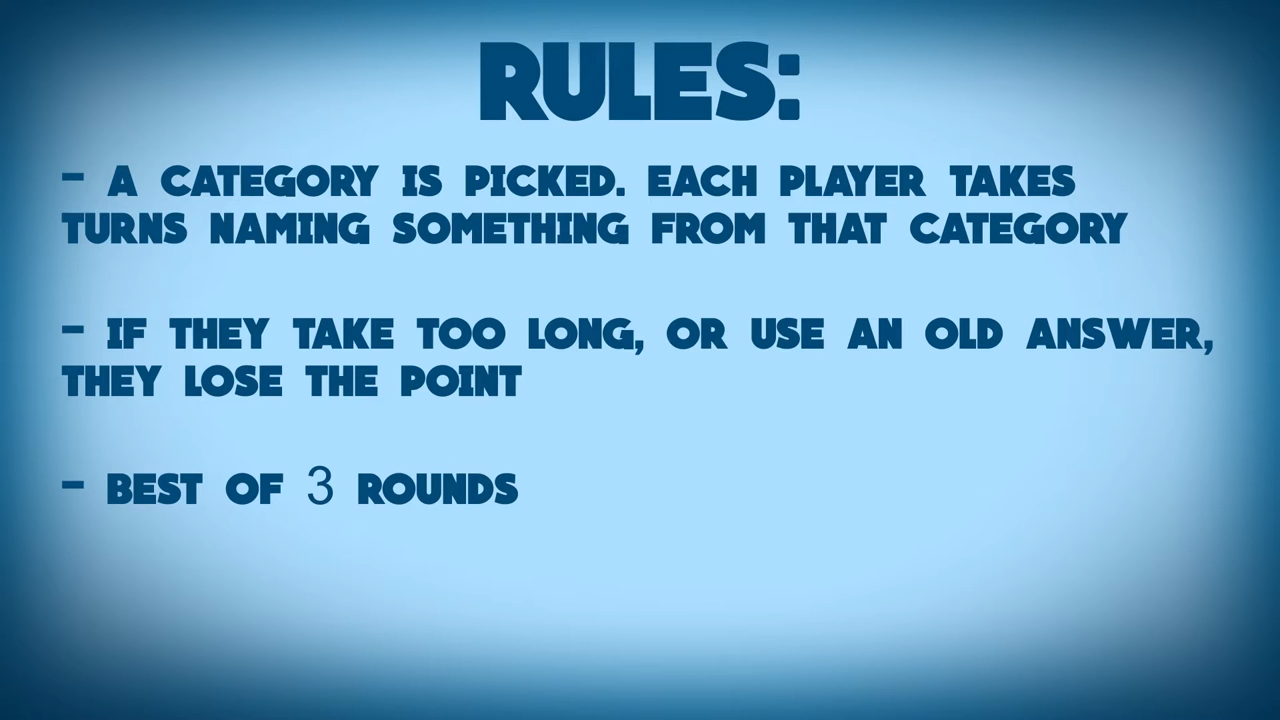 RULES:
- A CATEGORY IS PICKED. EACH PLAYER TAKES
TURNS NAMING SOMETHING FROM THAT CATEGORY
- IF THEY TAKE TOO LONG, OR USE AN OLD ANSWER,
THEY LOSE THE POINT
- BEST OF 3 ROUNDS